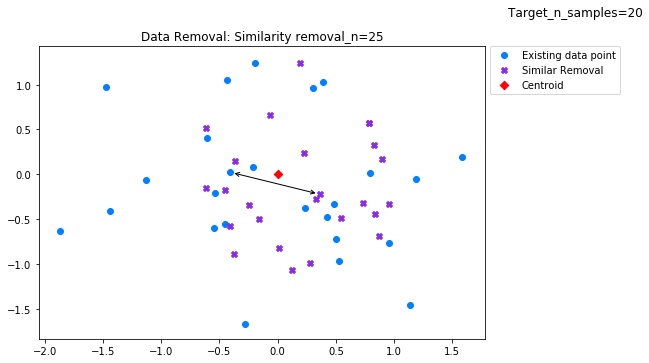 Target_n_samples=20
Data Removal: Similarity removal_n=25
Existing data point
Similar Removal
Centroid
1.0
0.5
0.0
−0.5
−1.0
−1.5
−2.0 −1.5 −1.0 −0.5 0.0 0.5 1.0 1.5